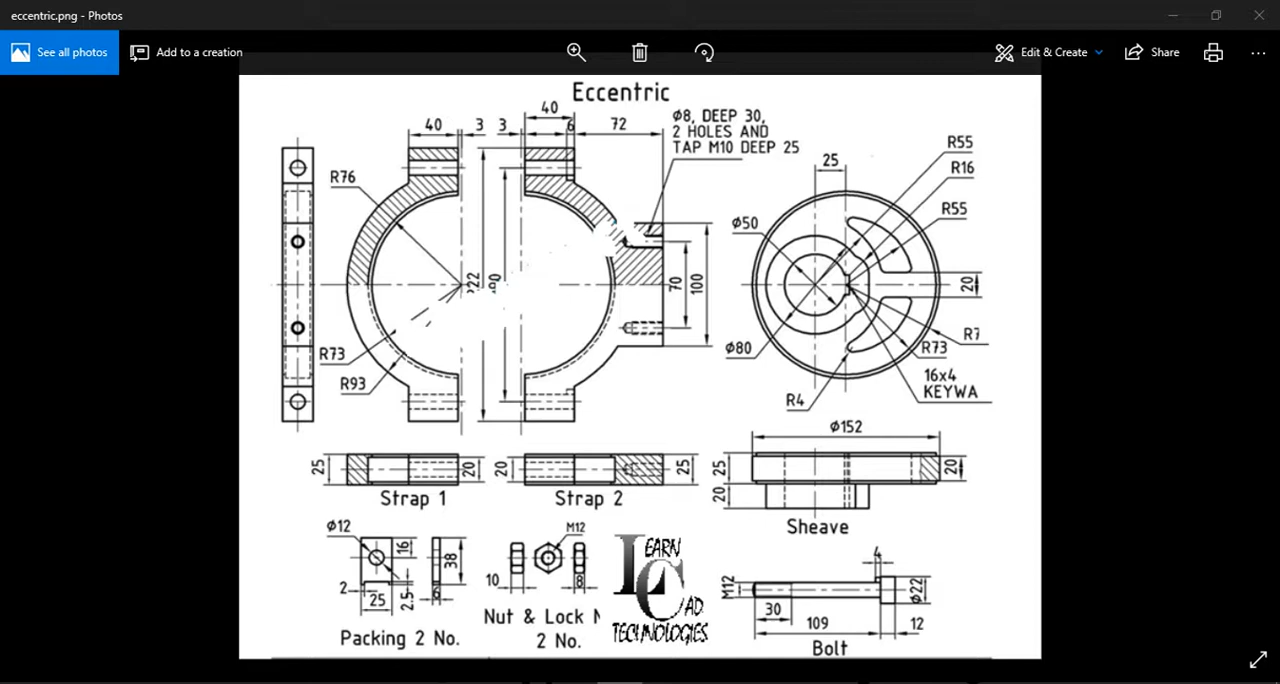 eccentric.png - Photos
See all photos
Add to a creation
Edit & Create
Share
Eccentric
40
3
3
40
6
72
Ø8, DEEP 30,
2 HOLES AND
TAP M10 DEEP 25
R76
R73
R93
70
100
25
R55
R16
R55
Ø50
20
Ø80
R7
R73
16x4
KEYWA
R4
25
20
Strap 1
20
25
Strap 2
Ø152
25
20
20
Sheave
Ø12
16
38
2
25
2.5
6
Packing 2 No.
M12
10
8
Nut & Lock N
2 No.
LEARN
CAD
TECHNOLOGIES
4
M12
Ø22
30
109
12
Bolt